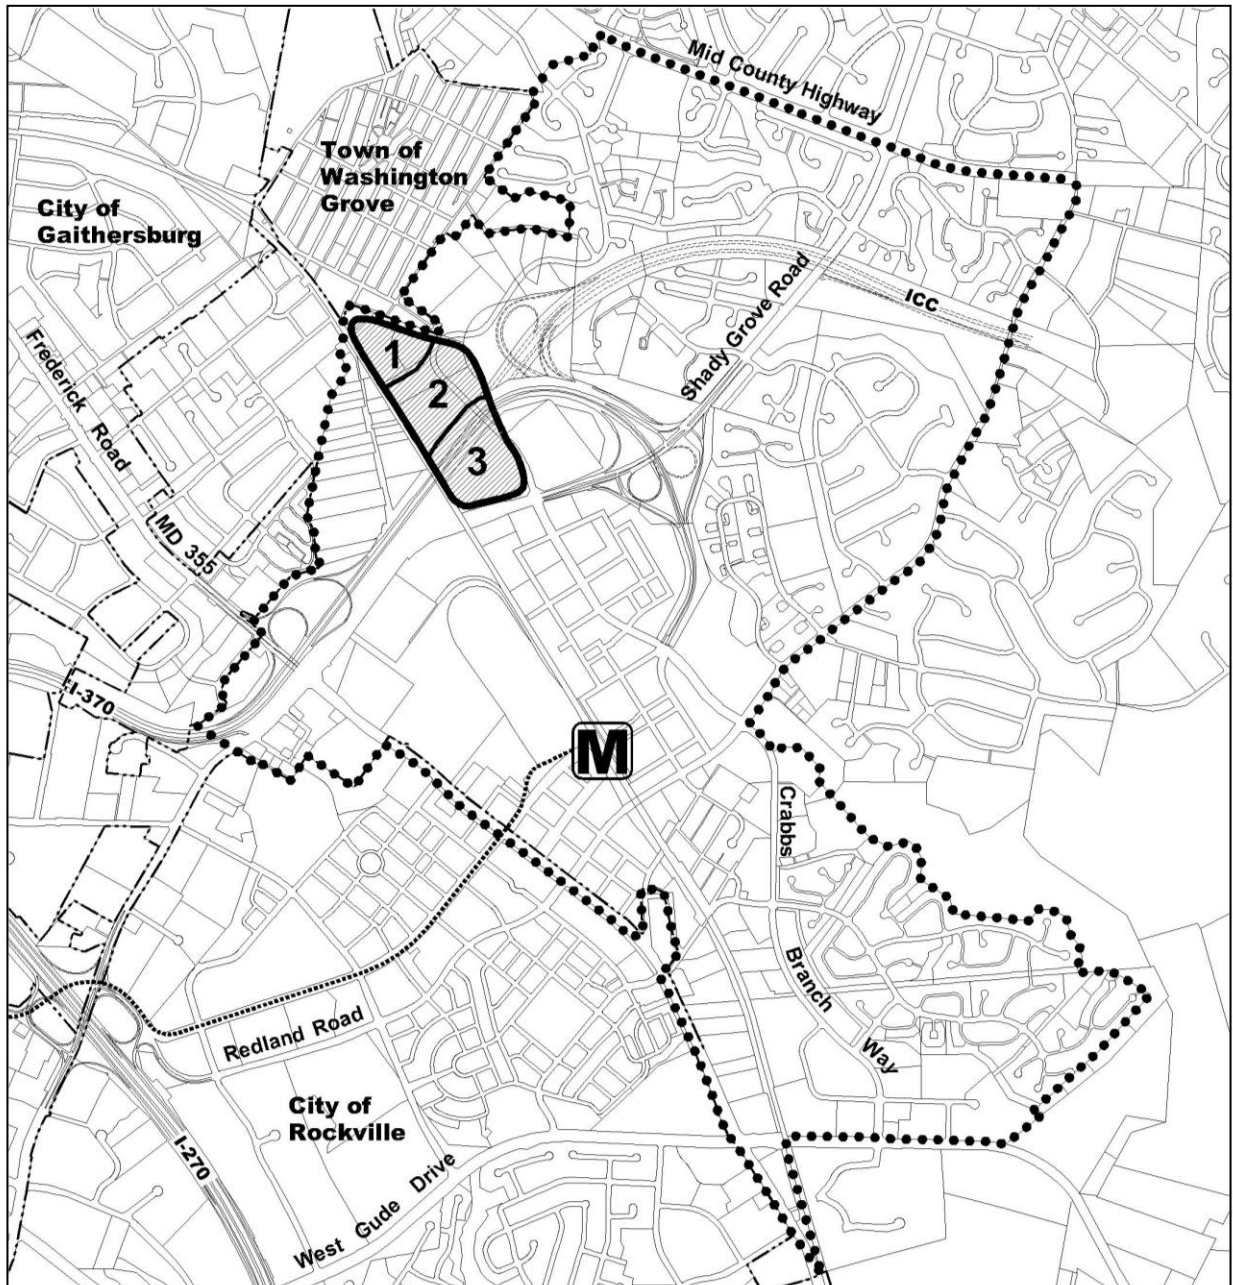 Mid County Highway
Town of
Washington
Grove
City of
Gaithersburg
ICC
Shady Grove Road
1
2
3
Frederick Road
MD 355
I-370
M
Crabbs
Branch
Way
Redland Road
City of
Rockville
I-270
West Gude Drive